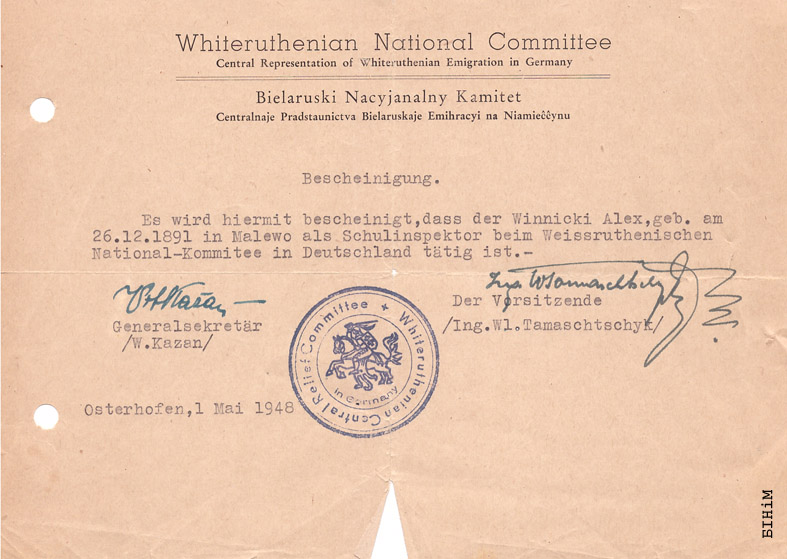 Whiteruthenian National Committee
Central Representation of Whiteruthenian Emigration in Germany
Bielaruski Nacyjanalny Kamitet
Centralnaje Pradstaunictva Bielaruskaje Emihracyi na Niamieĉĉynu
Bescheinigung.
Es wird hiermit bescheinigt,dass der Winnicki Alex,geb. am
26.12.1891 in Malewo als Schulinspektor beim Weissruthenischen
National-Kommitee in Deutschland tätig ist.-
Generalsekretär
/W.Kazan/
Der Vorsitzende
/Ing.Wl.Tamaschtschyk/
Whiteruthenian Central Relief Committee +
in Germany
Osterhofen,1 Mai 1948
БІНіМ